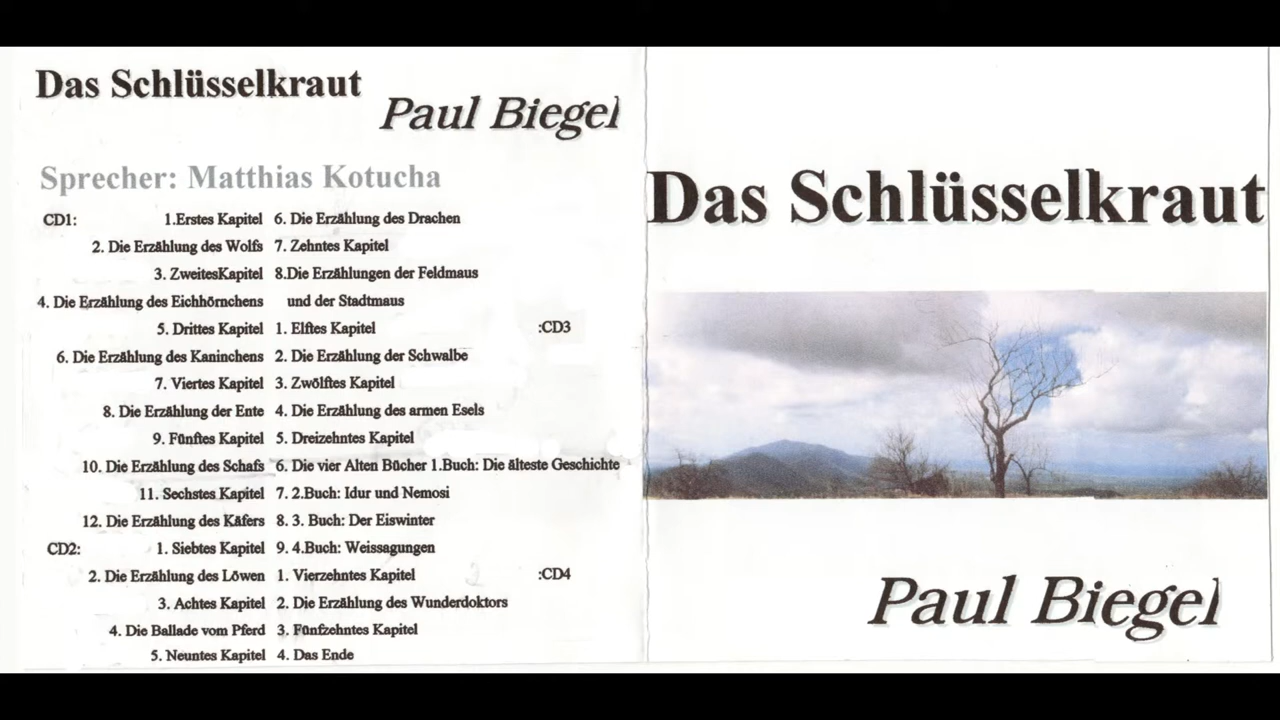 Das Schlüsselkraut
Paul Biegel
Sprecher: Matthias Kotucha
CD1:
1.Erstes Kapitel
2. Die Erzählung des Wolfs
3. ZweitesKapitel
4. Die Erzählung des Eichhörnchens
5. Drittes Kapitel
6. Die Erzählung des Kaninchens
7. Viertes Kapitel
8. Die Erzählung der Ente
9. Fünftes Kapitel
10. Die Erzählung des Schafs
11. Sechstes Kapitel
12. Die Erzählung des Käfers
CD2:
1. Siebtes Kapitel
2. Die Erzählung des Löwen
3. Achtes Kapitel
4. Die Ballade vom Pferd
5. Neuntes Kapitel
6. Die Erzählung des Drachen
7. Zehntes Kapitel
8.Die Erzählungen der Feldmaus
und der Stadtmaus
1. Elftes Kapitel
:CD3
2. Die Erzählung der Schwalbe
3. Zwölftes Kapitel
4. Die Erzählung des armen Esels
5. Dreizehntes Kapitel
6. Die vier Alten Bücher 1.Buch: Die älteste Geschichte
7. 2.Buch: Idur und Nemosi
8. 3. Buch: Der Eiswinter
9. 4.Buch: Weissagungen
1. Vierzehntes Kapitel
:CD4
2. Die Erzählung des Wunderdoktors
3. Fünfzehntes Kapitel
4. Das Ende
Das Schlüsselkraut
Paul Biegel